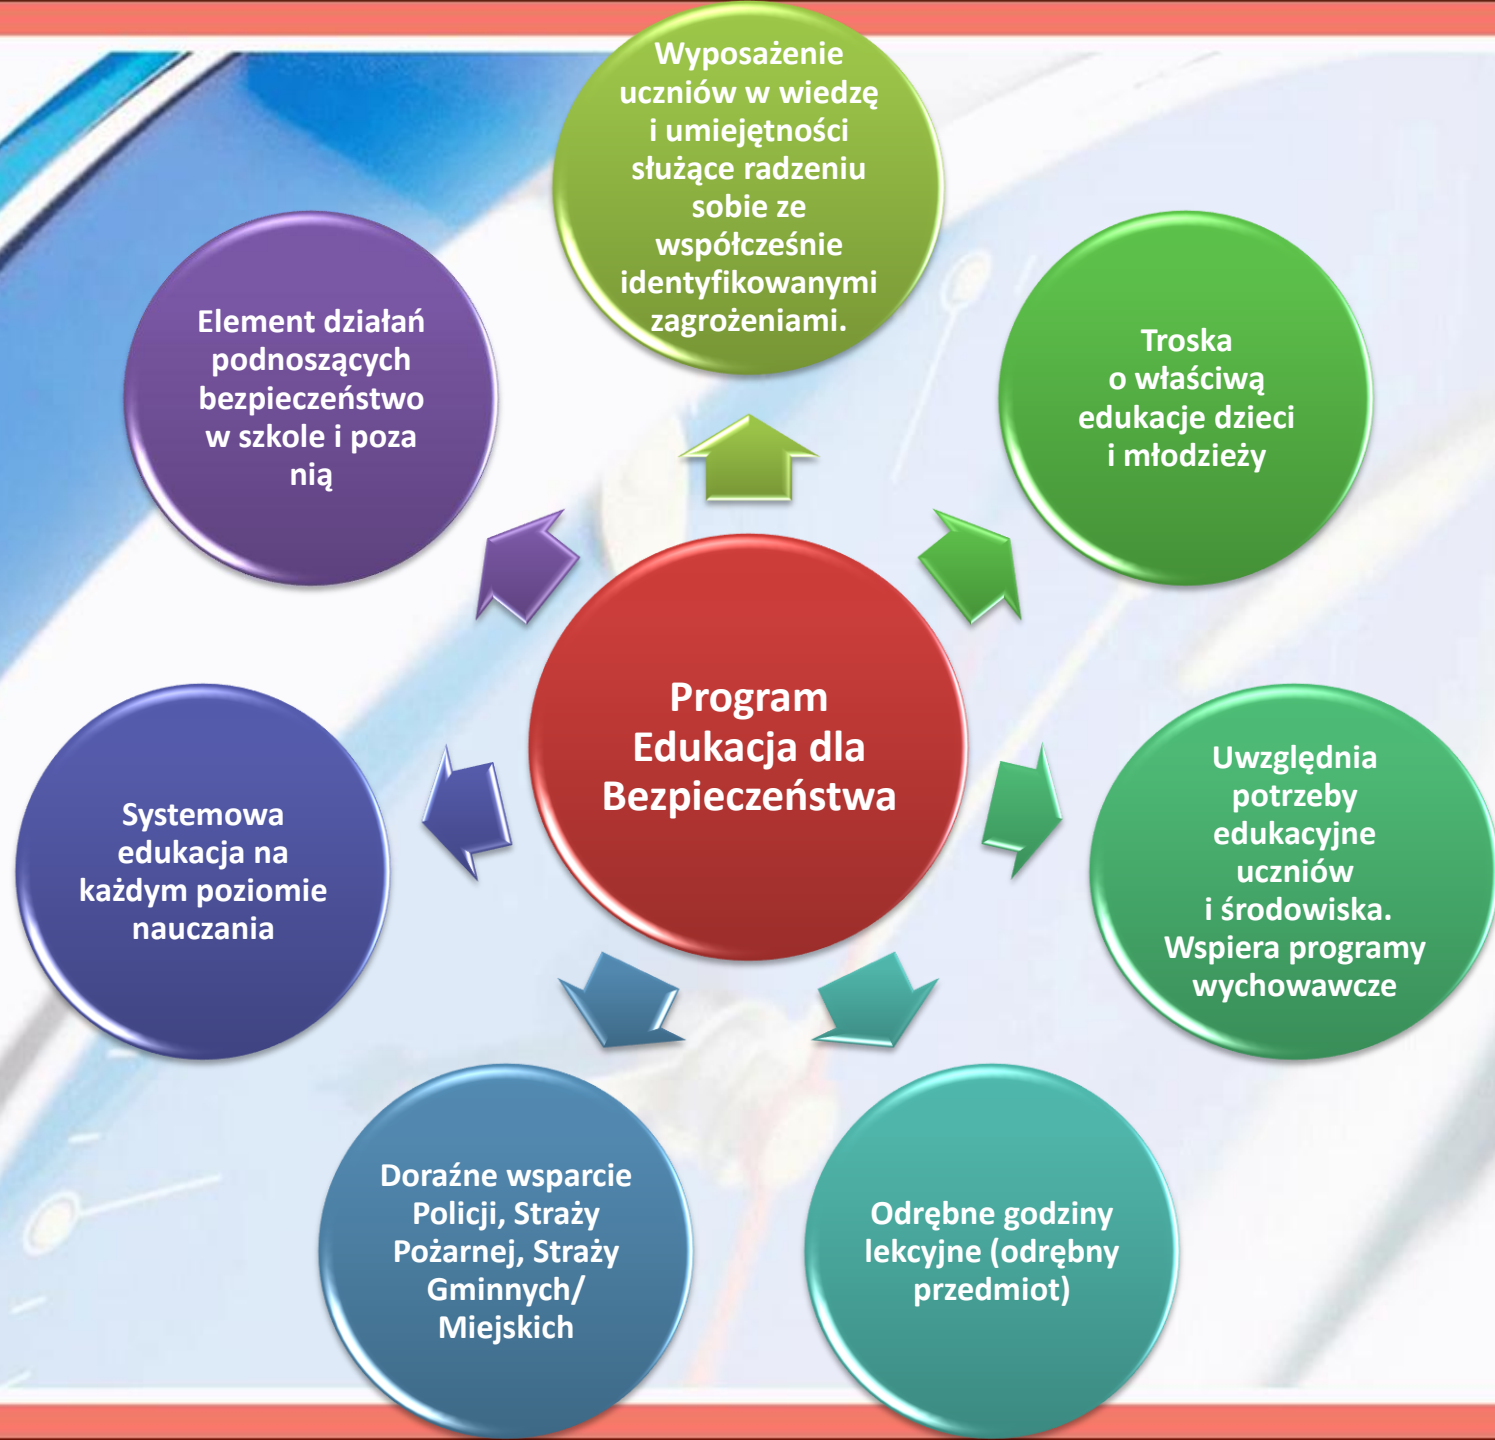 Wyposażenie
uczniów w wiedzę
i umiejętności
służące radzeniu
sobie ze
współcześnie
identyfikowanymi
zagrożeniami.
Troska
o właściwą
edukacje dzieci
i młodzieży
Uwzględnia
potrzeby
edukacyjne
uczniów
i środowiska.
Wspiera programy
wychowawcze
Odrębne godziny
lekcyjne (odrębny
przedmiot)
Doraźne wsparcie
Policji, Straży
Pożarnej, Straży
Gminnych/
Miejskich
Systemowa
edukacja na
każdym poziomie
nauczania
Element działań
podnoszących
bezpieczeństwo
w szkole i poza
nią
Program
Edukacja dla
Bezpieczeństwa